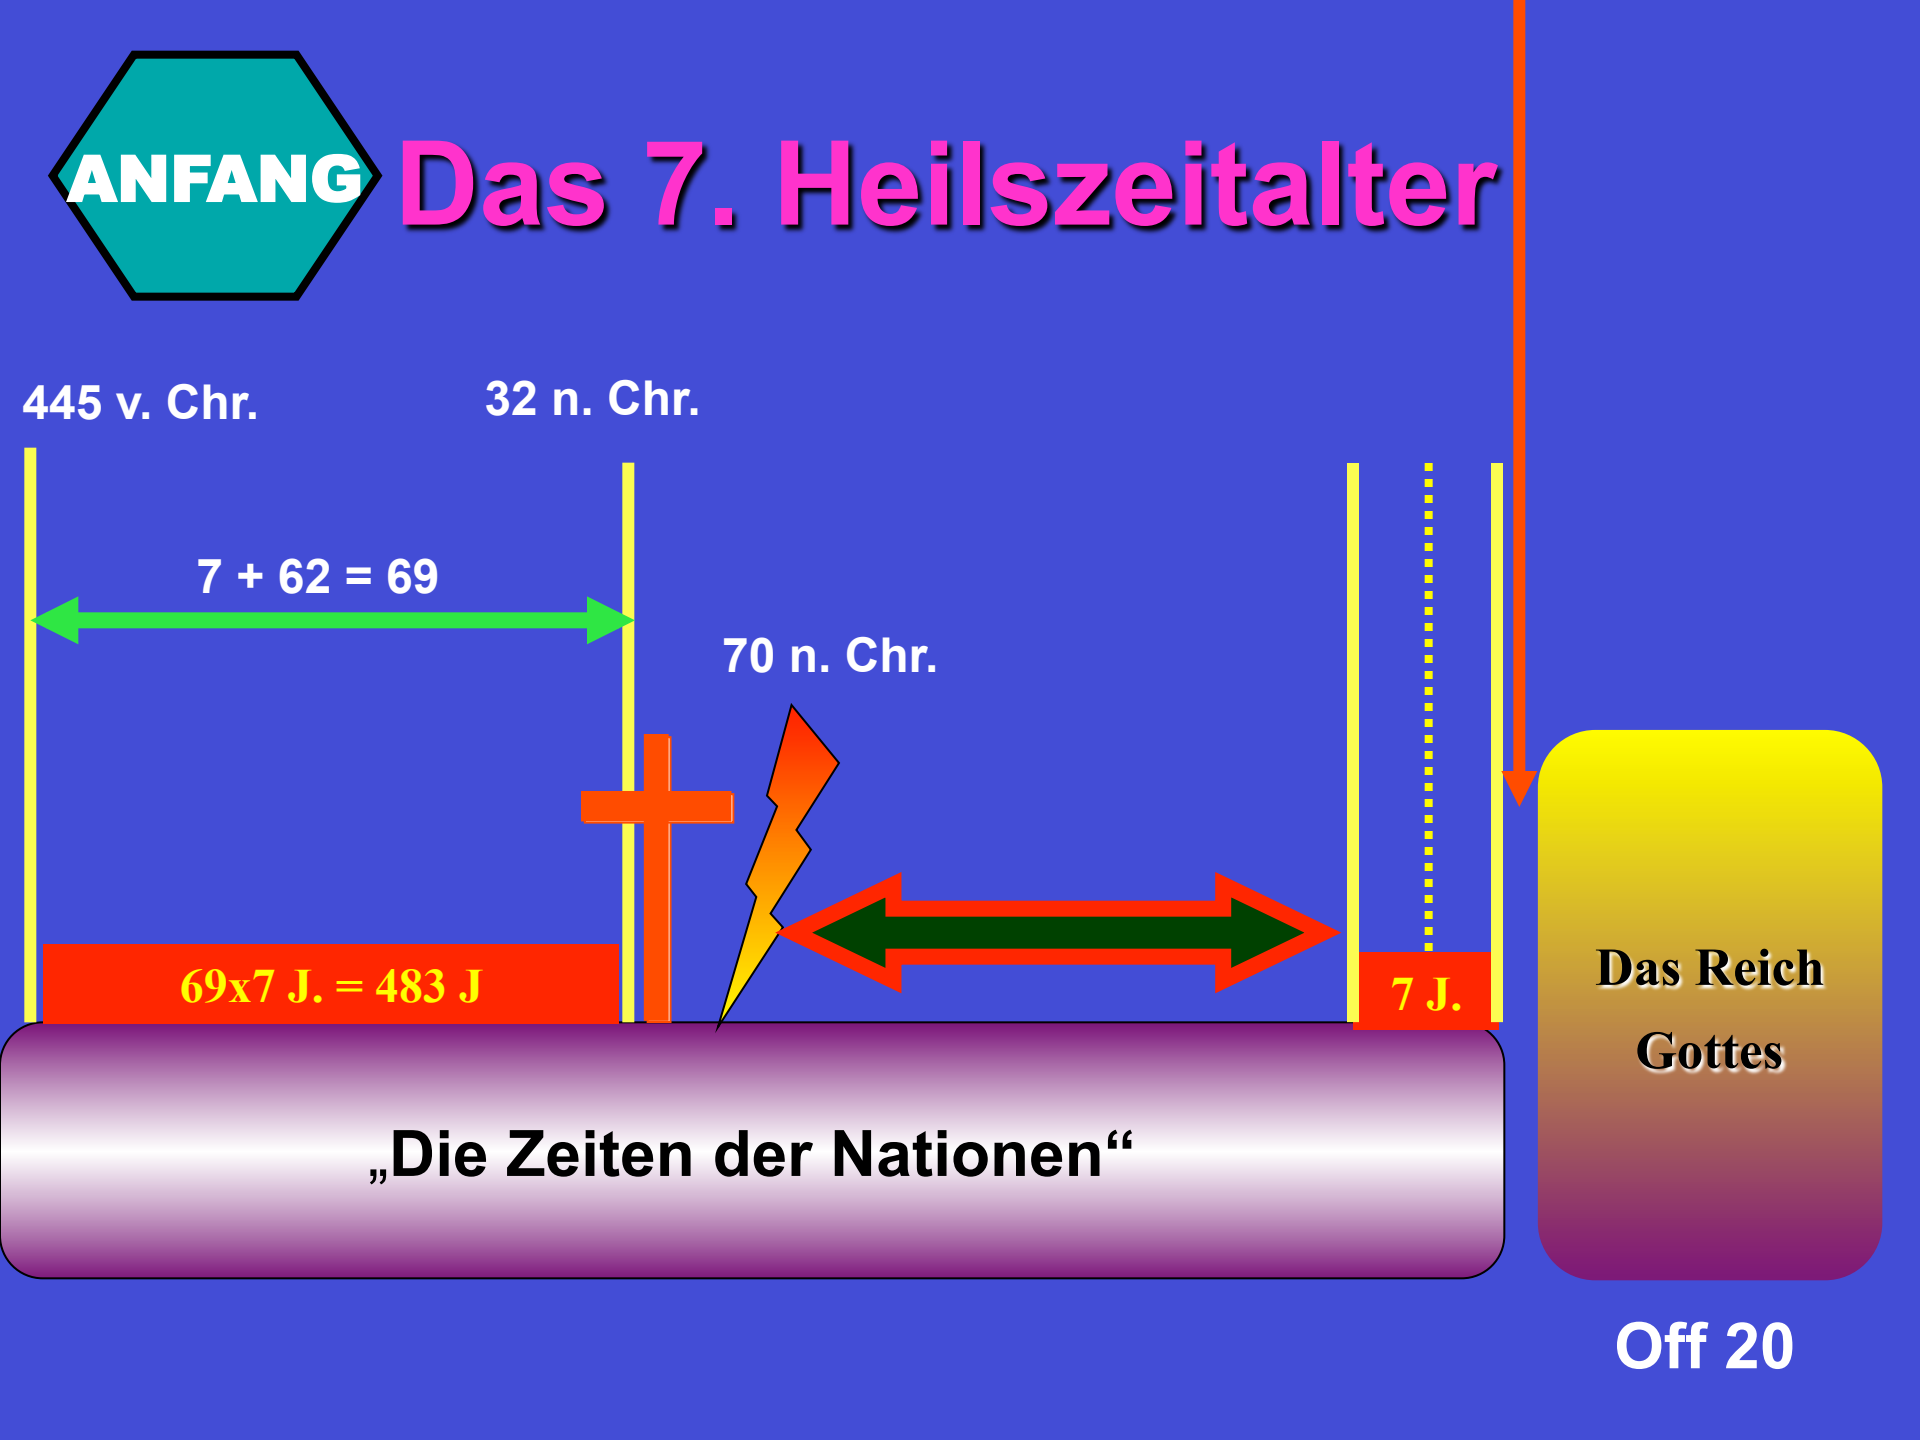 ANFANG
Das 7. Heilszeitalter
445 v. Chr.
32 n. Chr.
7 + 62 = 69
70 n. Chr.
69x7 J. = 483 J
7 J.
Das Reich
Gottes
„Die Zeiten der Nationen“
Off 20